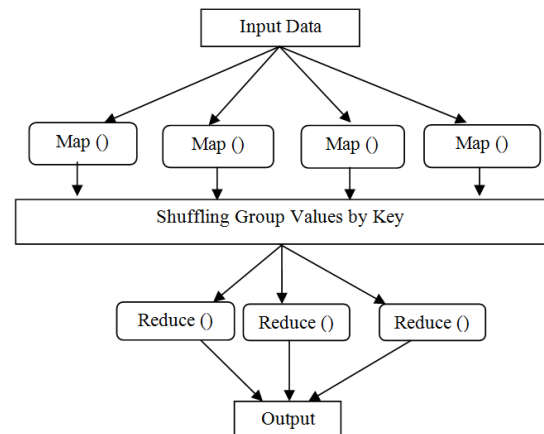 Input Data
Map ()
Map ()
Map ()
Map ()
Shuffling Group Values by Key
Reduce ()
Reduce ()
Reduce ()
Output